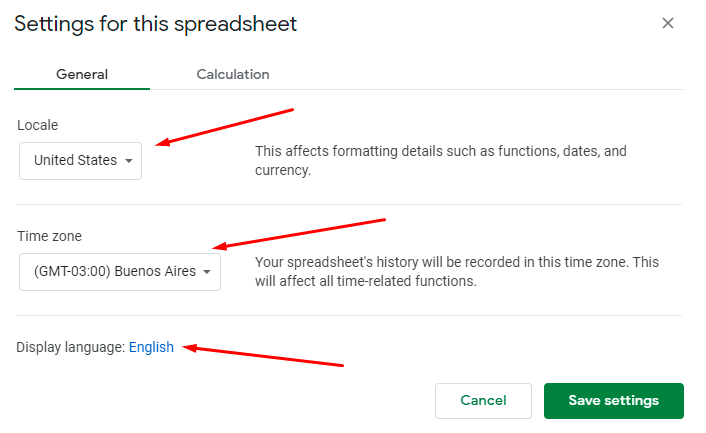 Settings for this spreadsheet
General
Calculation
Locale
United States
This affects formatting details such as functions, dates, and
currency.
Time zone
(GMT-03:00) Buenos Aires
Your spreadsheet's history will be recorded in this time zone. This
will affect all time-related functions.
Display language: English
Cancel
Save settings